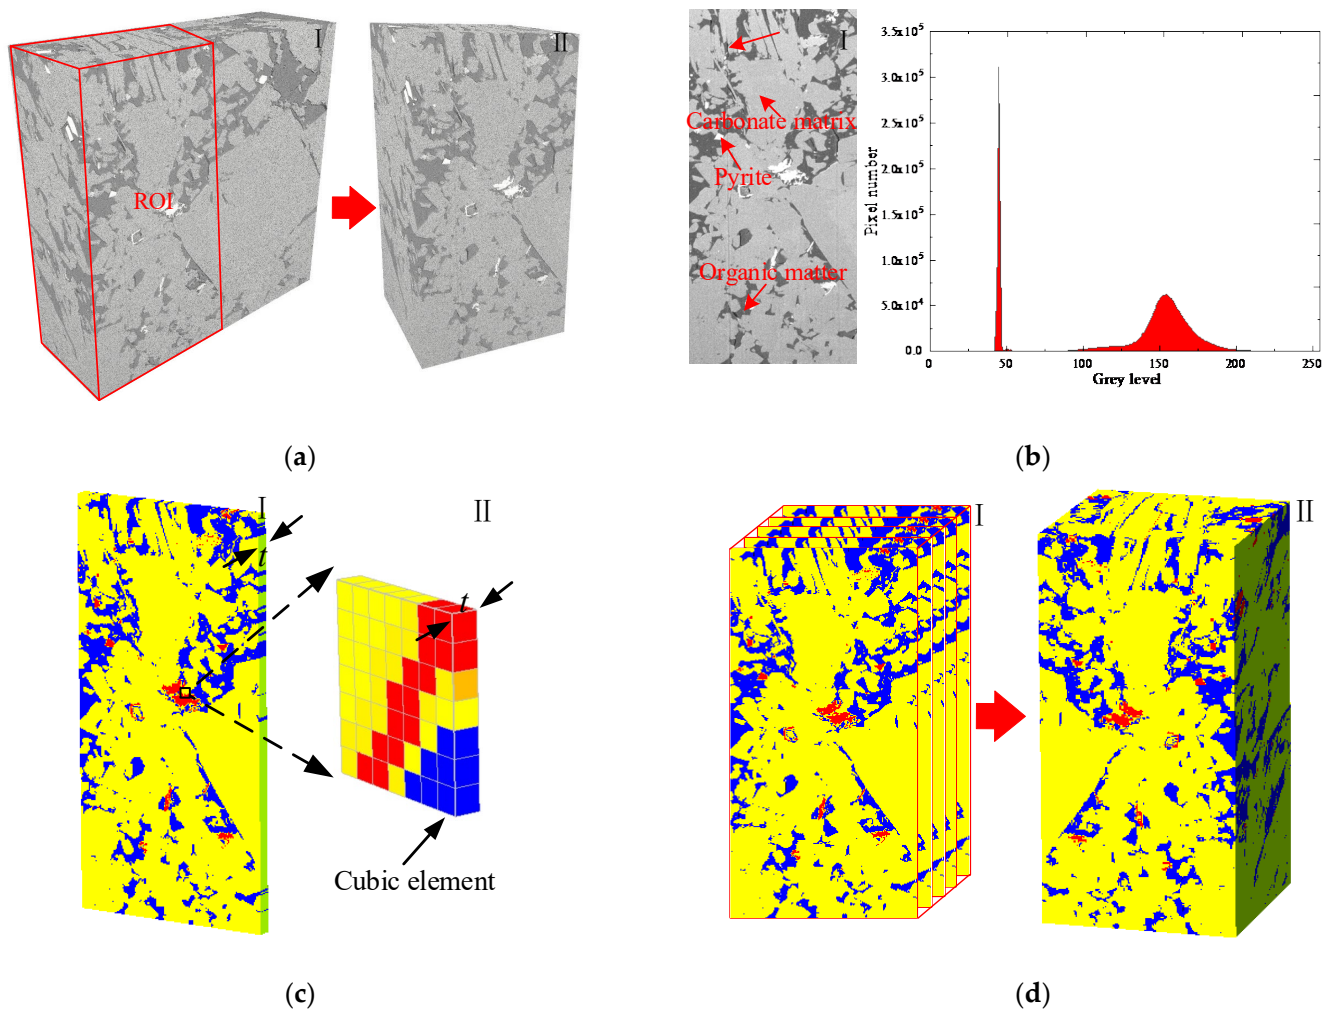 I
II
ROI
(a)
I
Carbonate matrix
Pyrite
Organic matter
3.5x10⁵
3.0x10⁵
2.5x10⁵
2.0x10⁵
1.5x10⁵
1.0x10⁵
5.0x10⁴
0.0
Pixel number
0
50
100
150
200
250
Grey level
(b)
I
t
II
t
Cubic element
(c)
I
II
(d)